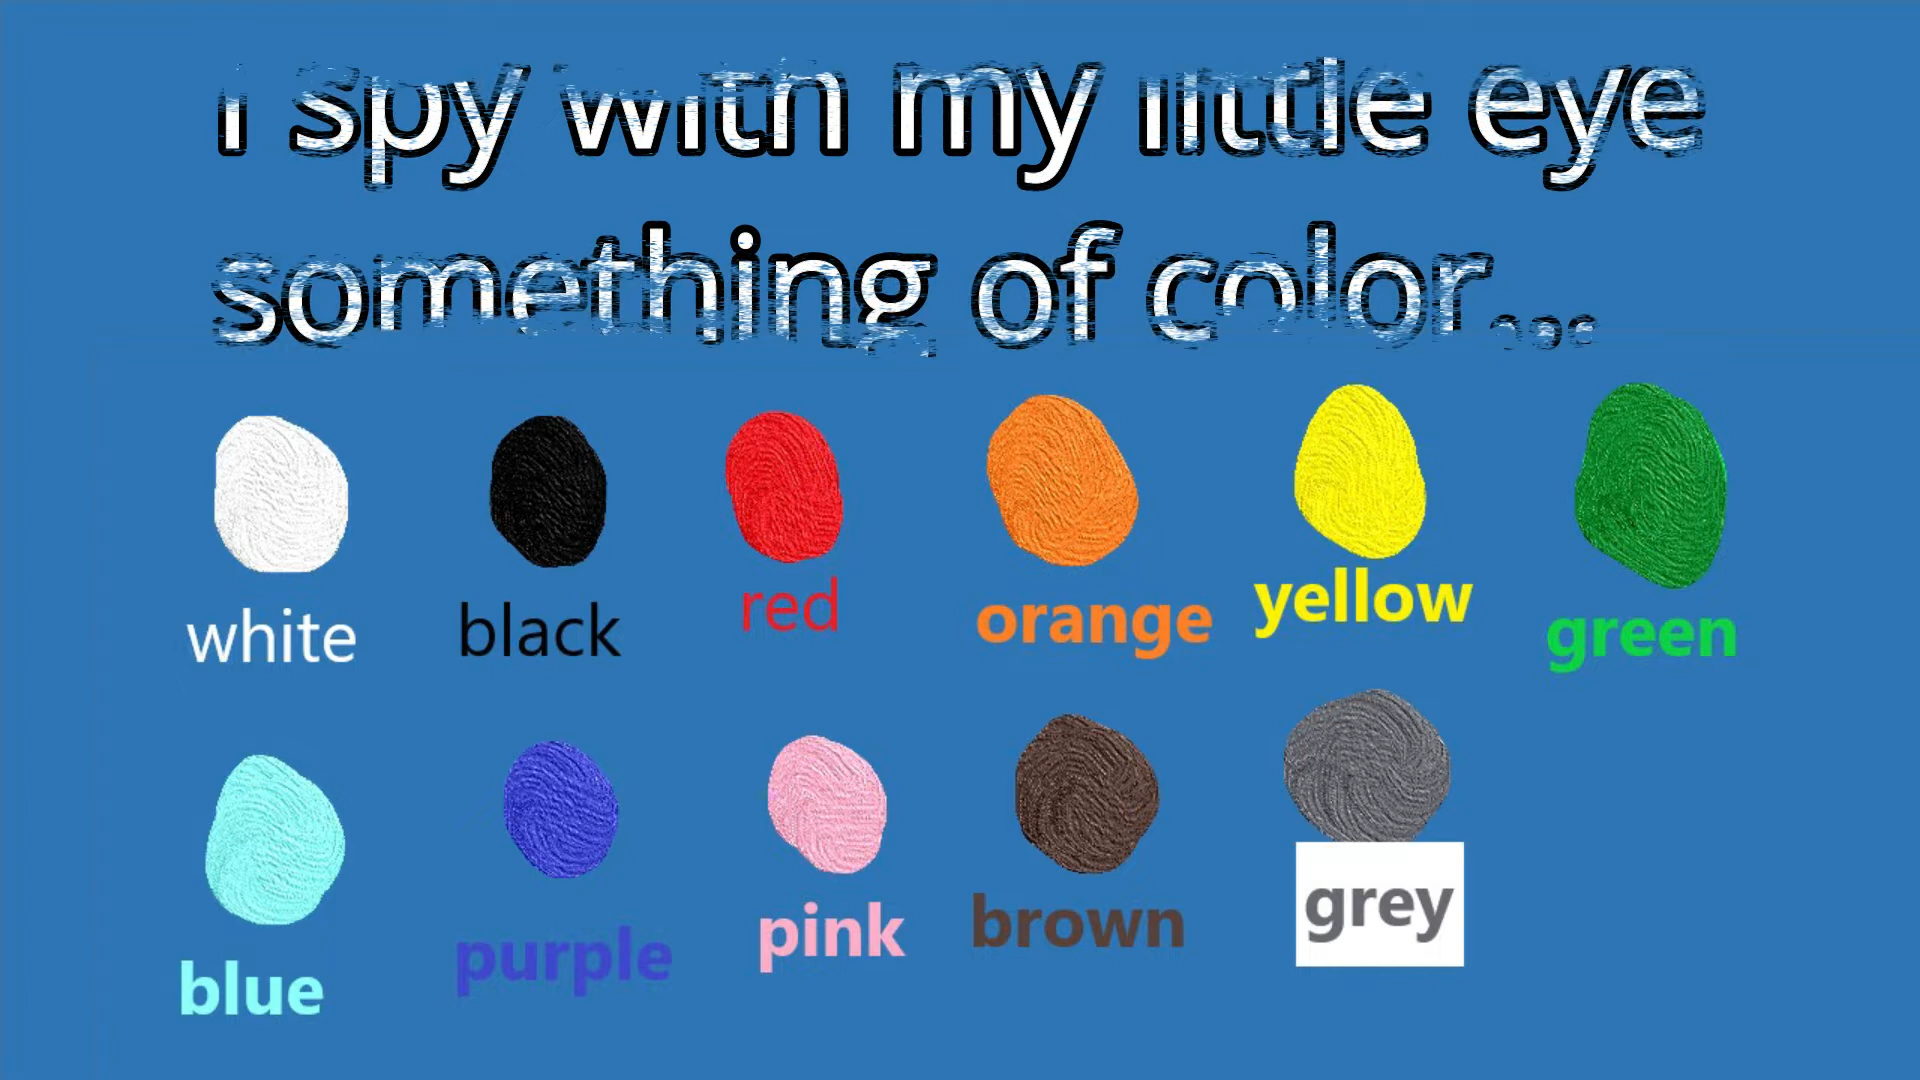 I spy with my little eye
something of color...
white black red orange yellow green
blue purple pink brown grey